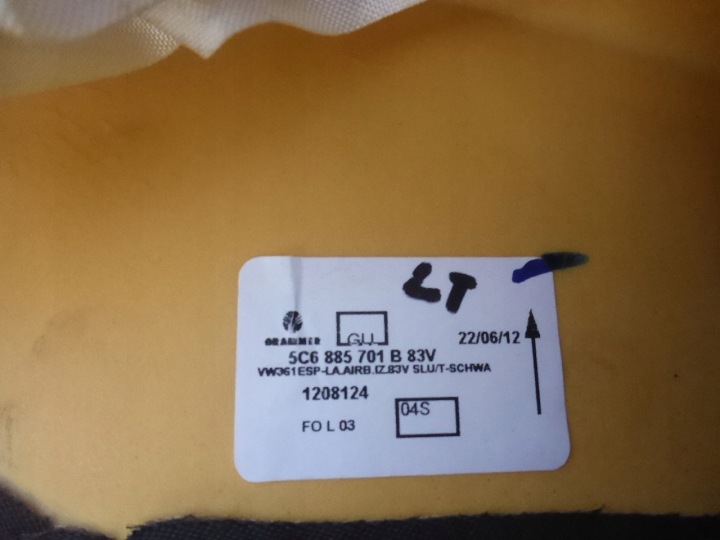 LT
GRAMMER
GU
22/06/12
5C6 885 701 B 83V
VW361ESP-LA.AIRB.IZ.83V SLU/T-SCHWA
1208124
04S
FO L 03